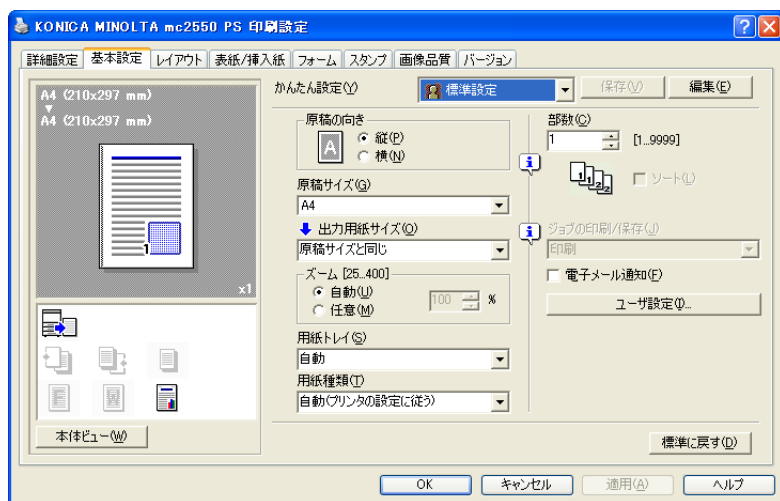 KONICA MINOLTA mc2550 PS 印刷設定
詳細設定 基本設定 レイアウト 表紙/挿入紙 フォーム スタンプ 画像品質 バージョン
A4 (210x297 mm)
A4 (210x297 mm)
1
x1
本体ビュー(W)
かんたん設定(Y)
標準設定
保存(V)
編集(E)
原稿の向き
A
縦(P)
横(N)
原稿サイズ(G)
A4
出力用紙サイズ(O)
原稿サイズと同じ
ズーム [25...400]
自動(U)
任意(M)
100 %
用紙トレイ(S)
自動
用紙種類(T)
自動(プリンタの設定に従う)
部数(C)
1 [1...9999]
1 1 2 2
ソート(L)
ジョブの印刷/保存(J)
印刷
電子メール通知(F)
ユーザ設定(I)...
標準に戻す(D)
OK キャンセル 適用(A) ヘルプ